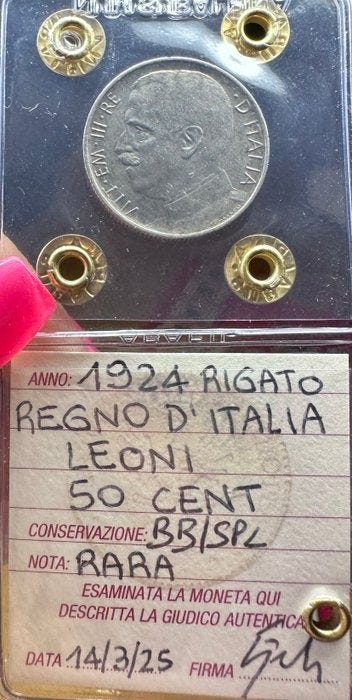 VITT·EM·III·RE · D'ITALIA
ANNO: 1924 RIGATO
REGNO D'ITALIA
LEONI
50 CENT
CONSERVAZIONE: BB/SPL
NOTA: RARA
ESAMINATA LA MONETA QUI
DESCRITTA LA GIUDICO AUTENTICA
DATA 14/3/25 FIRMA